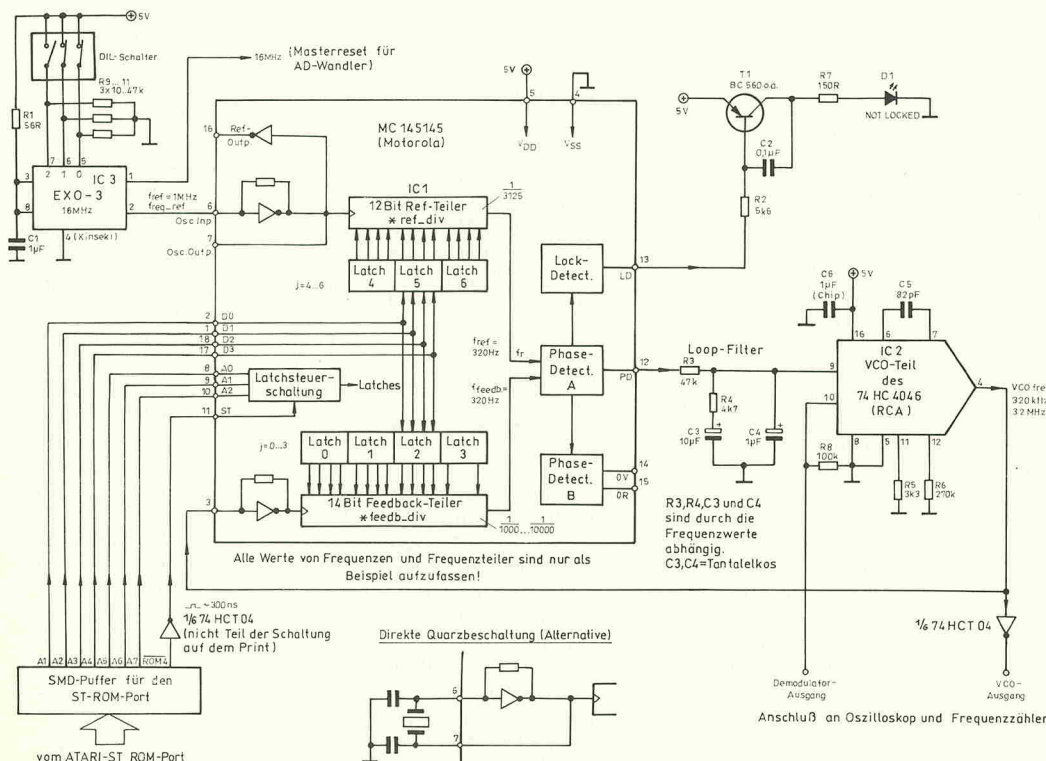 5V
DIL-Schalter
R9...11
3x10..47k
R1
56R
7 6 5
2 1 0
IC 3
EXO-3
16MHz
3
8
1
2
4 (Kinseki)
C1
1µF
16MHz
(Masterreset für
AD-Wandler)
fref=1MHz
freq_ref
16
Ref-
Outp.
6
Osc.Inp
7
Osc.Outp.
MC 145145
(Motorola)
5V
5
VDD
4
VSS
IC1
12Bit Ref-Teiler
* ref_div
1/3125
Latch 4
Latch 5
Latch 6
j=4...6
2 D0
1 D1
18 D2
17 D3
8 A0
9 A1
10 A2
11 ST
Latchsteuer-
schaltung
Latches
j=0...3
Latch 0
Latch 1
Latch 2
Latch 3
3
14Bit Feedback-Teiler
* feedb_div
1/1000 ... 1/10000
fref =
320Hz
fr
ffeedb.=
320Hz
Lock-
Detect.
Phase-
Detect.
A
Phase-
Detect.
B
13
LD
12
PD
14
0V
15
0R
T1
BC 560 o.ä.
5V
R7
150R
D1
NOT LOCKED
C2
0,1µF
R2
5k6
Loop-Filter
R3
47k
R4
4k7
C3
10µF
C4
1µF
C6
1µF
(Chip)
5V
C5
82pF
16 6 7
IC 2
VCO-Teil
des
74 HC 4046
(RCA)
9
10
4
8 5 11 12
R8
100k
R5
3k3
R6
270k
VCO freq
320kHz
3,2MHz
R3,R4,C3 und C4
sind durch die
Frequenzwerte
abhängig.
C3,C4=Tantalelkos
Alle Werte von Frequenzen und Frequenzteiler sind nur als
Beispiel aufzufassen!
~300ns
1/6 74 HCT 04
(nicht Teil der Schaltung
auf dem Print)
A1 A2 A3 A4 A5 A6 A7 ROM4
SMD-Puffer für den
ST-ROM-Port
vom ATARI-ST ROM-Port
Direkte Quarzbeschaltung (Alternative)
6
7
1/6 74 HCT 04
Demodulator-
Ausgang
VCO-
Ausgang
Anschluß an Oszilloskop und Frequenzzähler